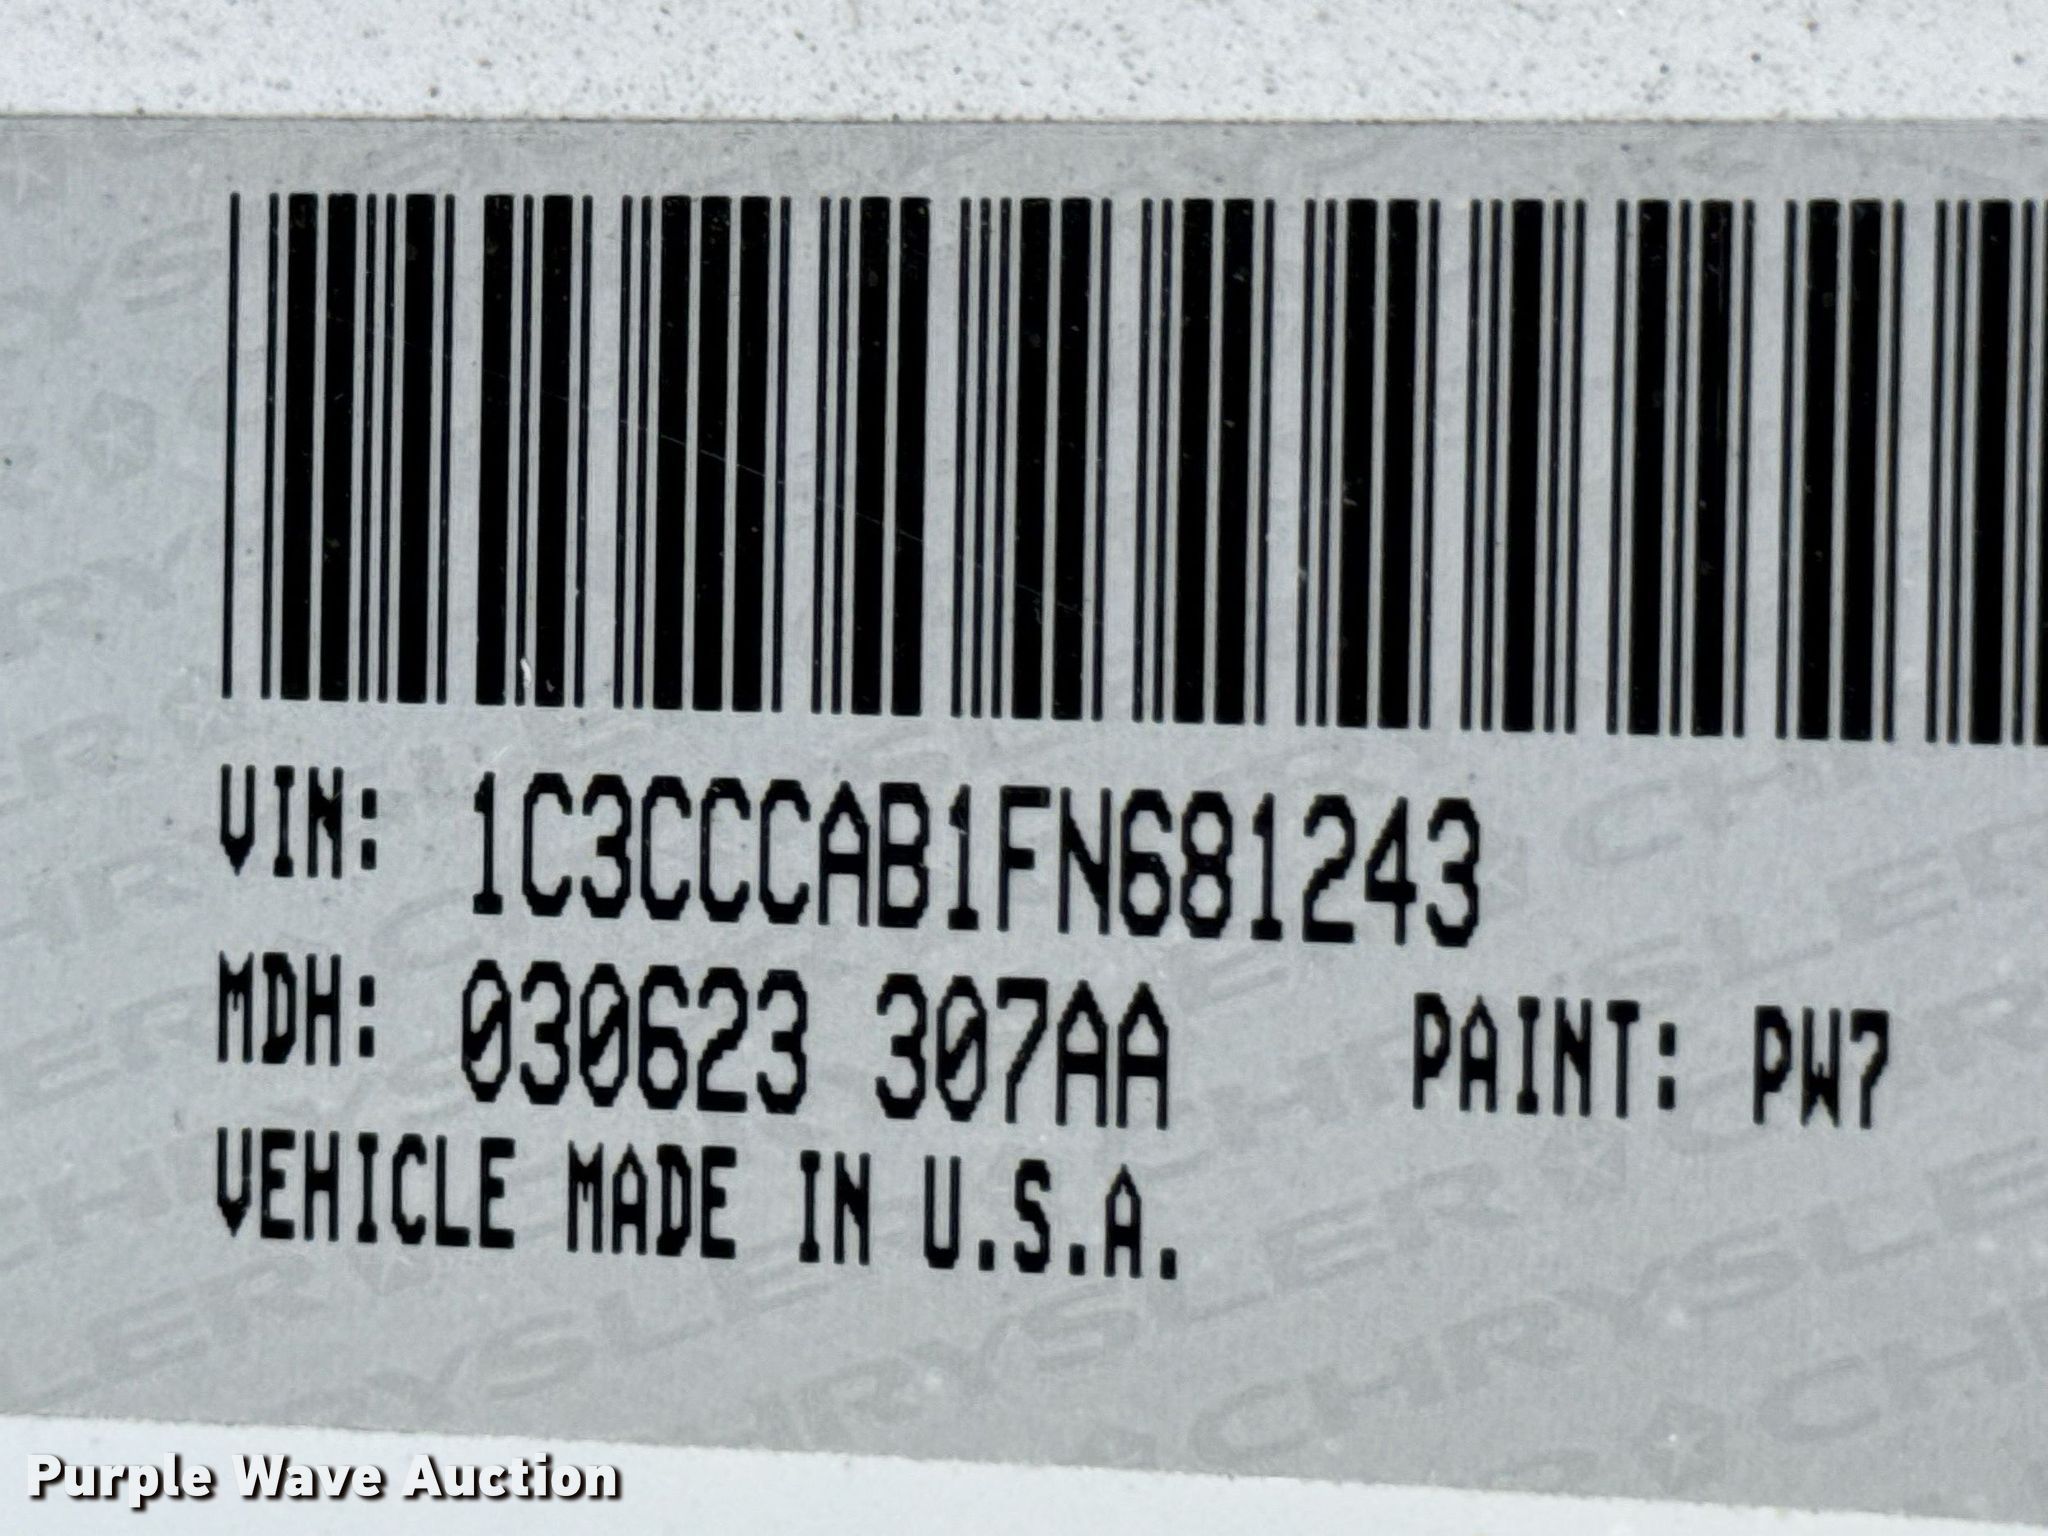 VIN: 1C3CCCAB1FN681243
MDH: 030623 307AA PAINT: PW7
VEHICLE MADE IN U.S.A.
Purple Wave Auction